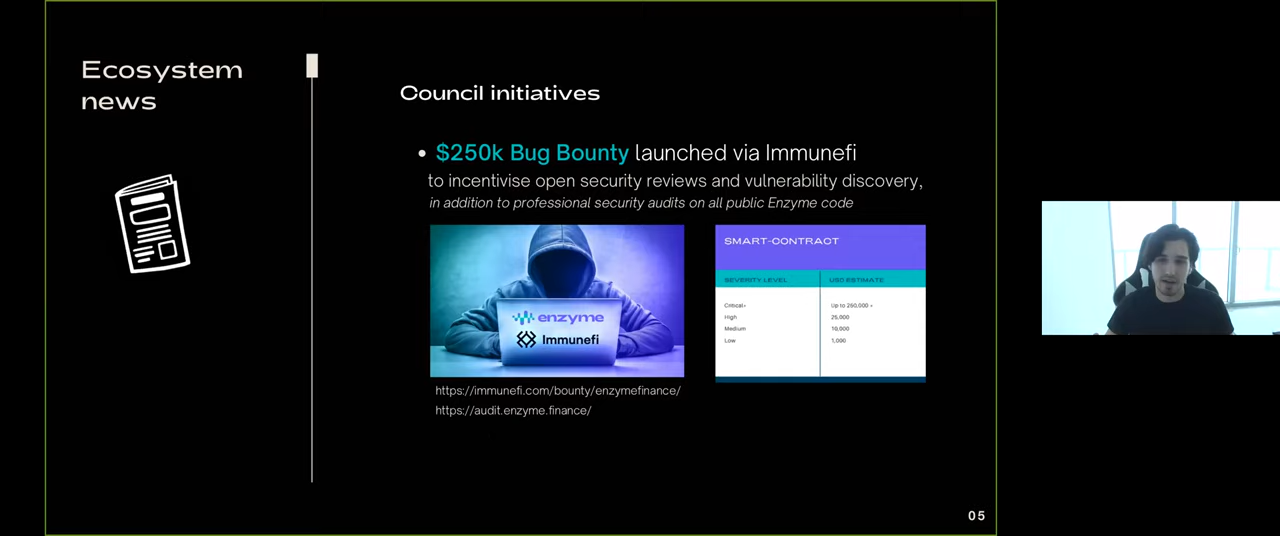 Ecosystem
news
Council initiatives
• $250k Bug Bounty launched via Immunefi
to incentivise open security reviews and vulnerability discovery,
in addition to professional security audits on all public Enzyme code
enzyme
Immunefi
SMART-CONTRACT
SEVERITY LEVEL USD ESTIMATE
Critical+ Up to 250,000 +
High 25,000
Medium 10,000
Low 1,000
https://immunefi.com/bounty/enzymefinance/
https://audit.enzyme.finance/
05